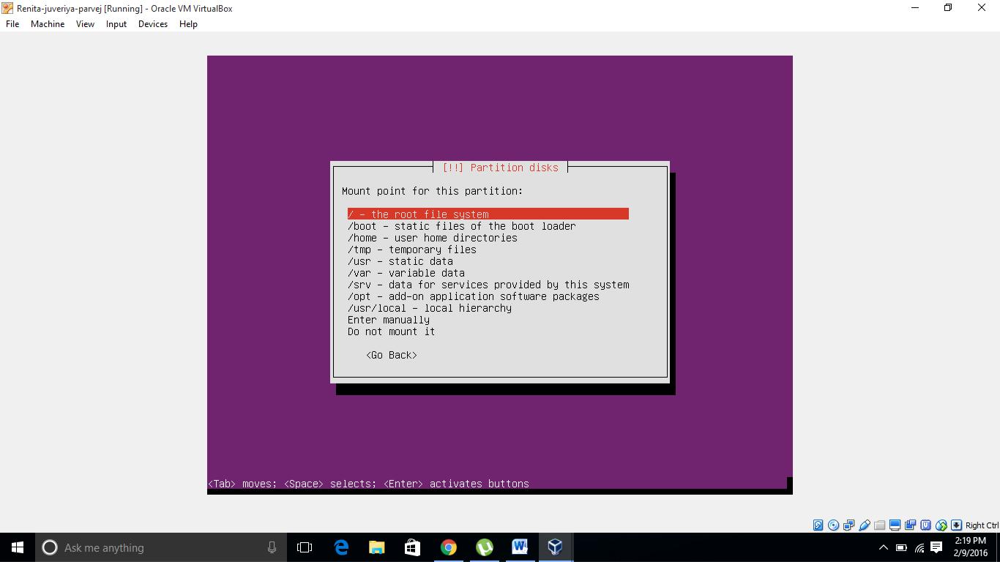 Renita-juveriya-parvej [Running] - Oracle VM VirtualBox
File Machine View Input Devices Help
[!!] Partition disks
Mount point for this partition:
/ - the root file system
/boot - static files of the boot loader
/home - user home directories
/tmp - temporary files
/usr - static data
/var - variable data
/srv - data for services provided by this system
/opt - add-on application software packages
/usr/local - local hierarchy
Enter manually
Do not mount it
<Go Back>
<Tab> moves; <Space> selects; <Enter> activates buttons
Right Ctrl
Ask me anything
2:19 PM
2/9/2016